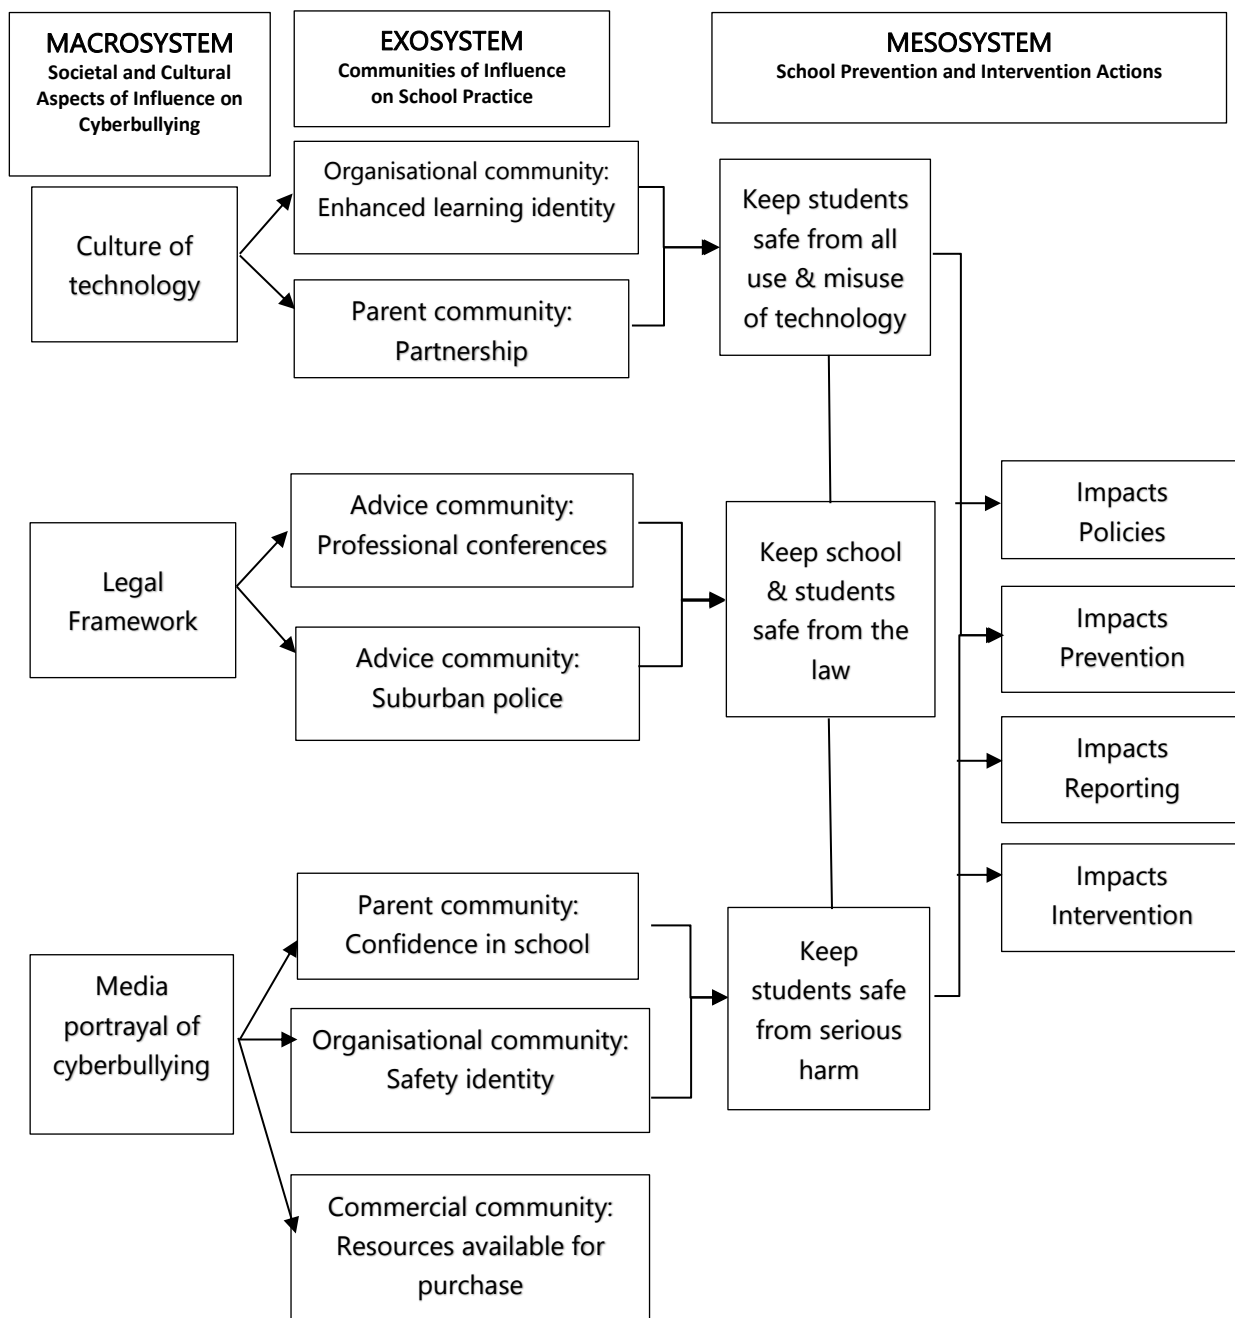 MACROSYSTEM
Societal and Cultural
Aspects of Influence on
Cyberbullying
EXOSYSTEM
Communities of Influence
on School Practice
MESOSYSTEM
School Prevention and Intervention Actions
Culture of
technology
Organisational community:
Enhanced learning identity
Parent community:
Partnership
Keep students
safe from all
use & misuse
of technology
Legal
Framework
Advice community:
Professional conferences
Advice community:
Suburban police
Keep school
& students
safe from the
law
Impacts
Policies
Impacts
Prevention
Impacts
Reporting
Impacts
Intervention
Media
portrayal of
cyberbullying
Parent community:
Confidence in school
Organisational community:
Safety identity
Commercial community:
Resources available for
purchase
Keep
students safe
from serious
harm